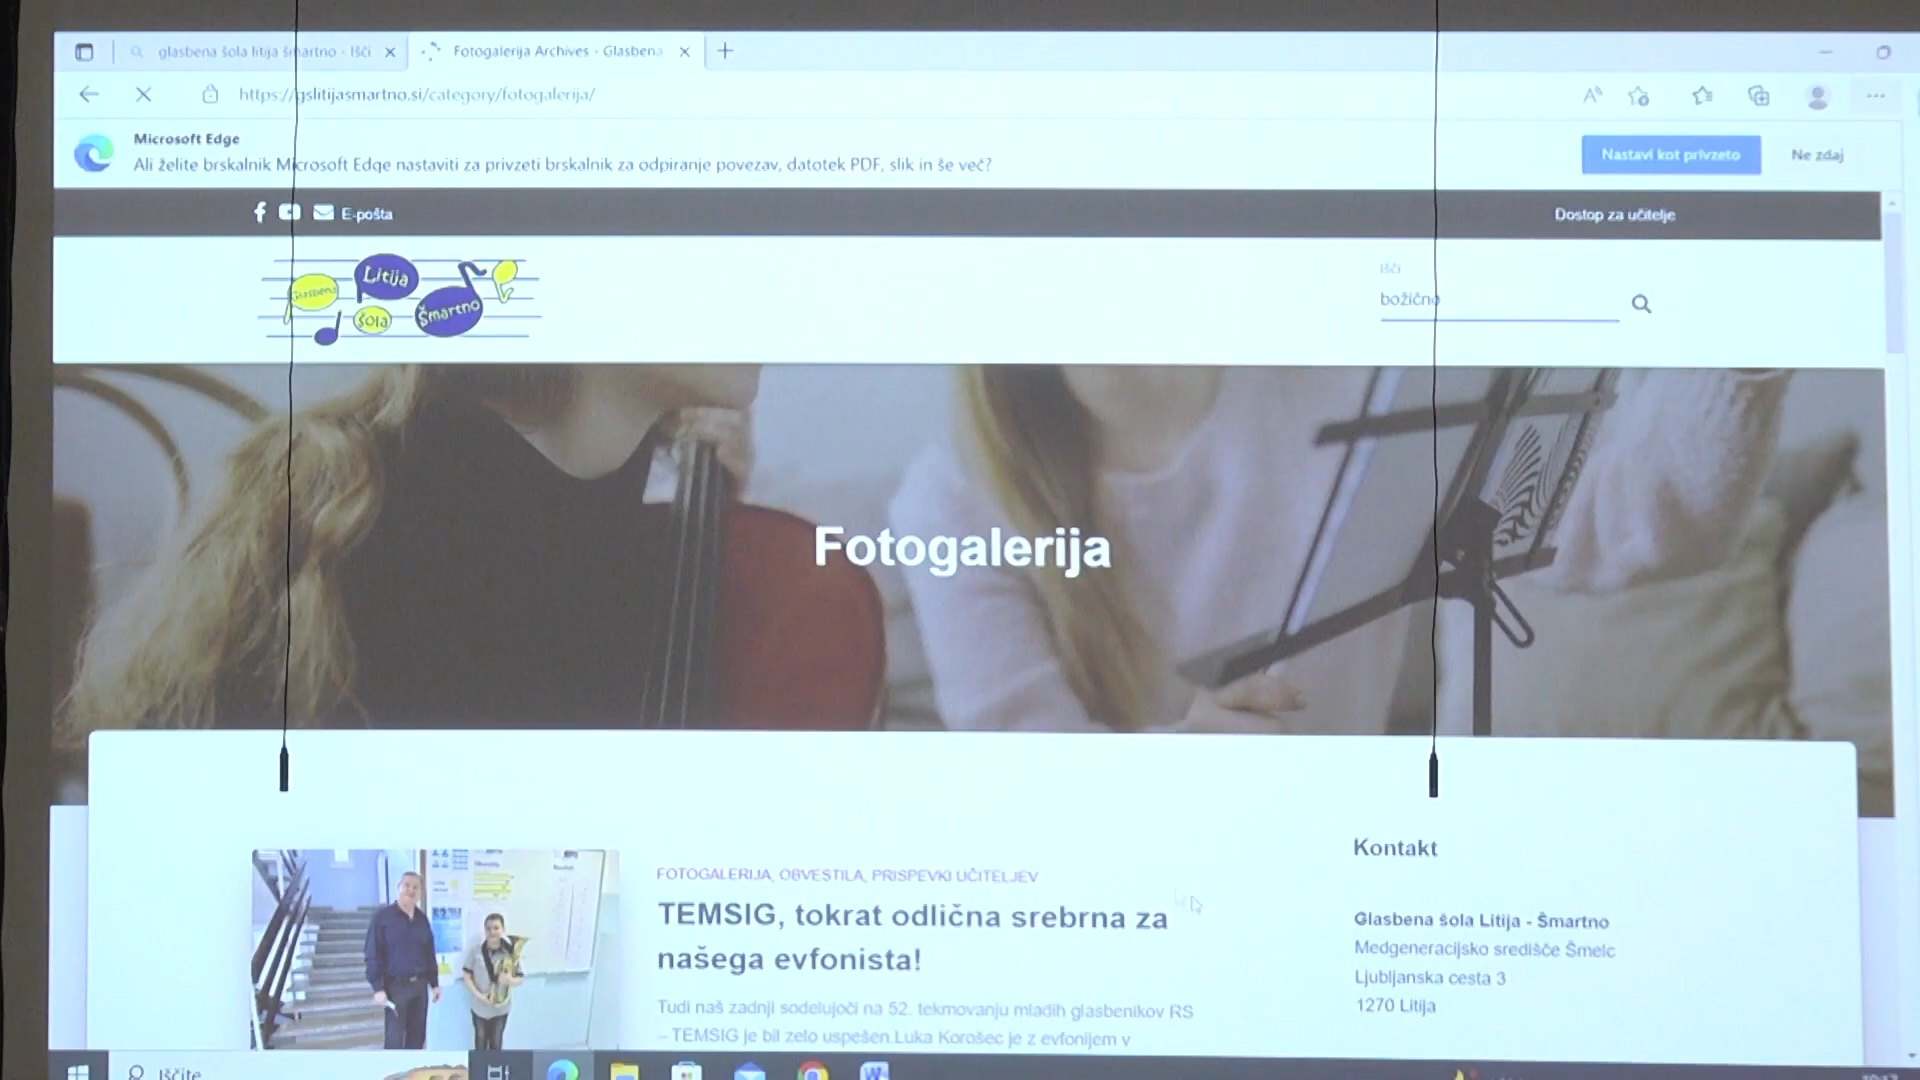 glasbena šola litija šmartno - Išči
Fotogalerija Archives - Glasbena
https://gslitijasmartno.si/category/fotogalerija/
Microsoft Edge
Ali želite brskalnik Microsoft Edge nastaviti za privzeti brskalnik za odpiranje povezav, datotek PDF, slik in še več?
Nastavi kot privzeto
Ne zdaj
E-pošta
Dostop za učitelje
Glasbena
Litija
šola
Šmartno
Išči
božično
Fotogalerija
FOTOGALERIJA, OBVESTILA, PRISPEVKI UČITELJEV
TEMSIG, tokrat odlična srebrna za
našega evfonista!
Tudi naš zadnji sodelujoči na 52. tekmovanju mladih glasbenikov RS
– TEMSIG je bil zelo uspešen. Luka Korošec je z evfonijem v
Kontakt
Glasbena šola Litija - Šmartno
Medgeneracijsko središče Šmelc
Ljubljanska cesta 3
1270 Litija
Iščite